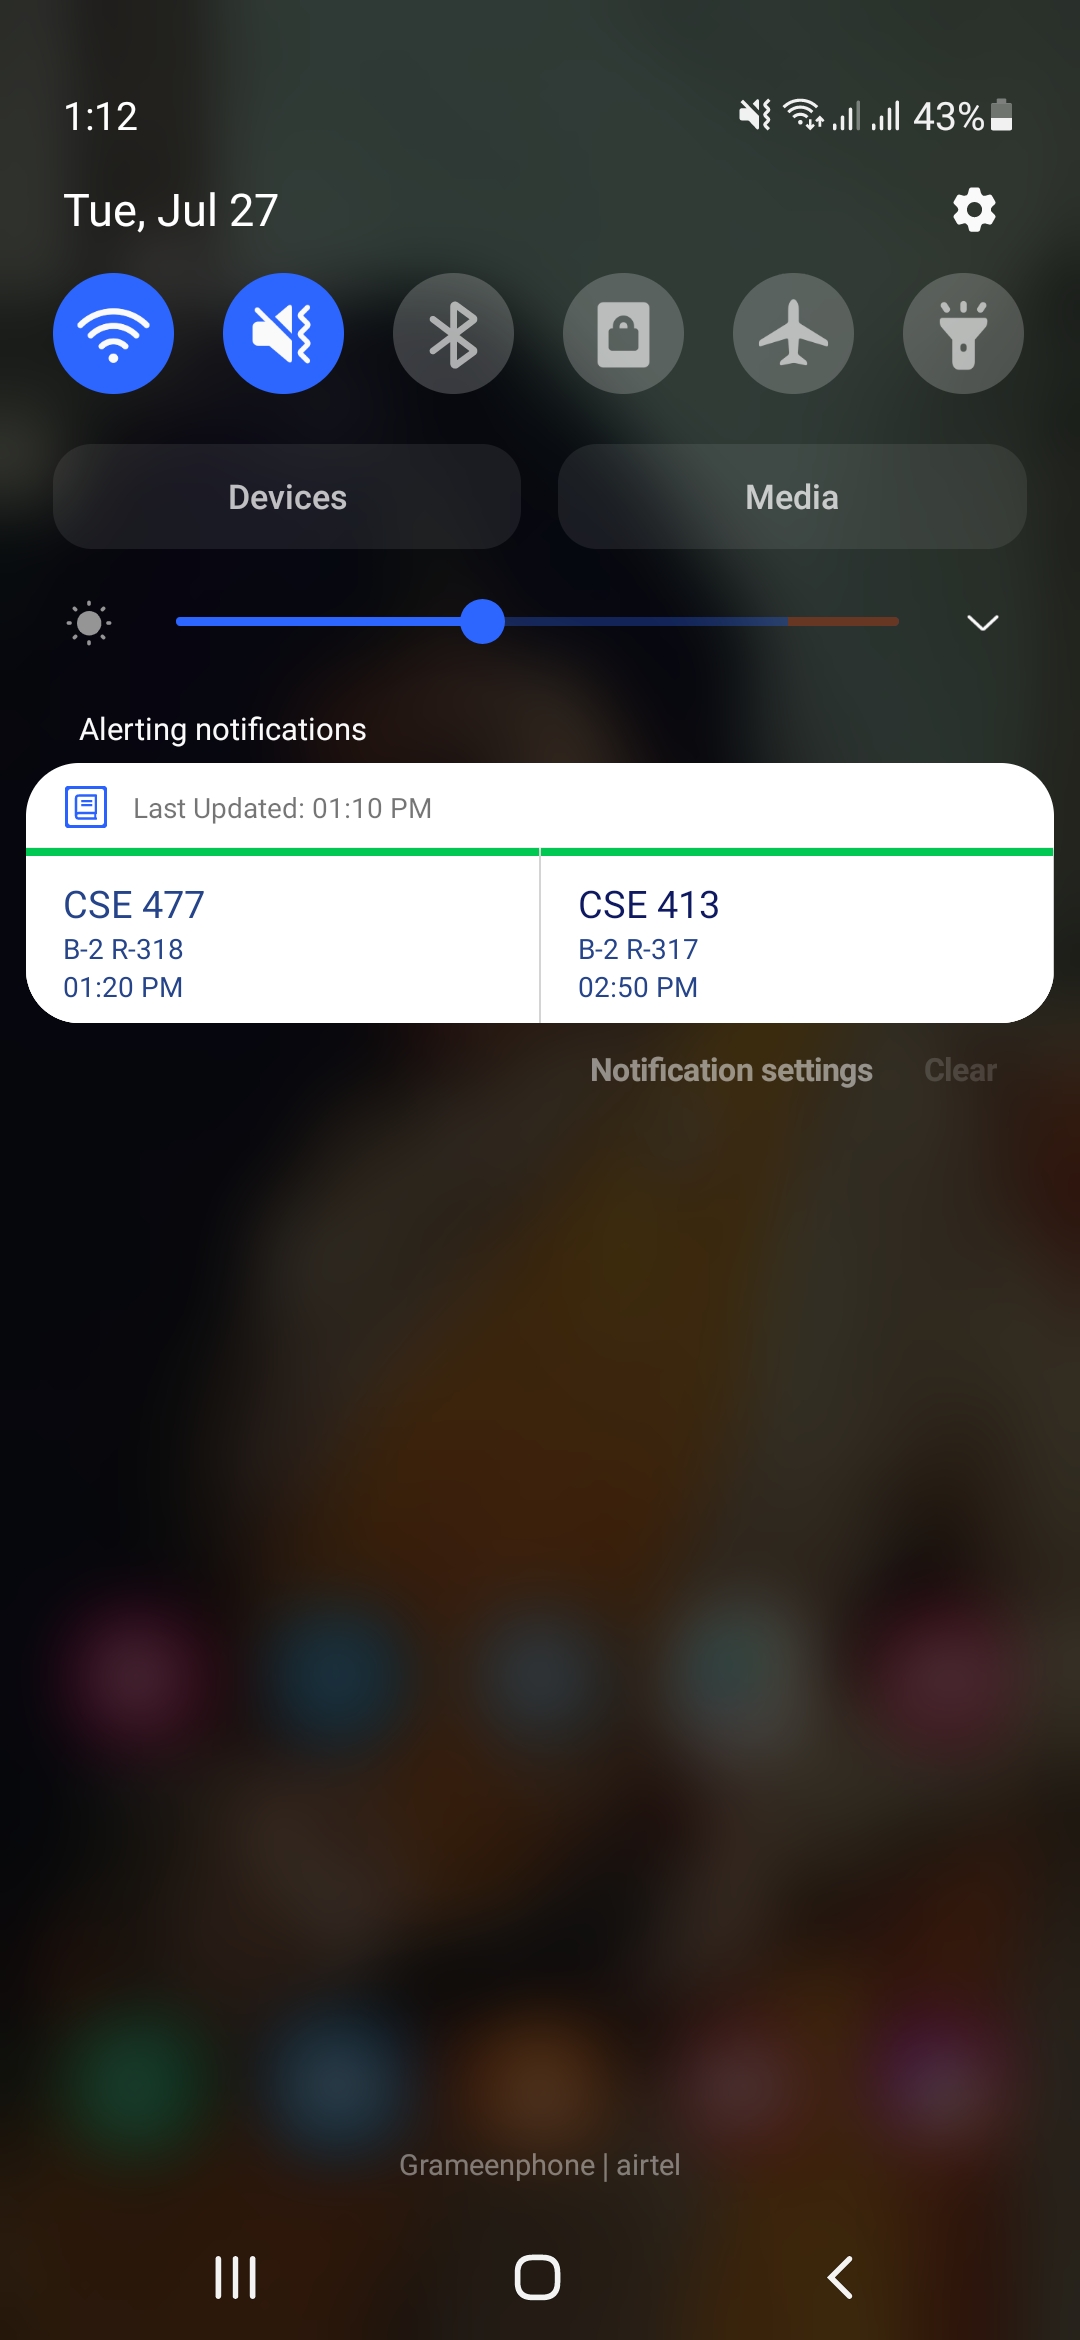 1:12
43%
Tue, Jul 27
Devices
Media
Alerting notifications
Last Updated: 01:10 PM
CSE 477
B-2 R-318
01:20 PM
CSE 413
B-2 R-317
02:50 PM
Notification settings
Clear
Grameenphone | airtel